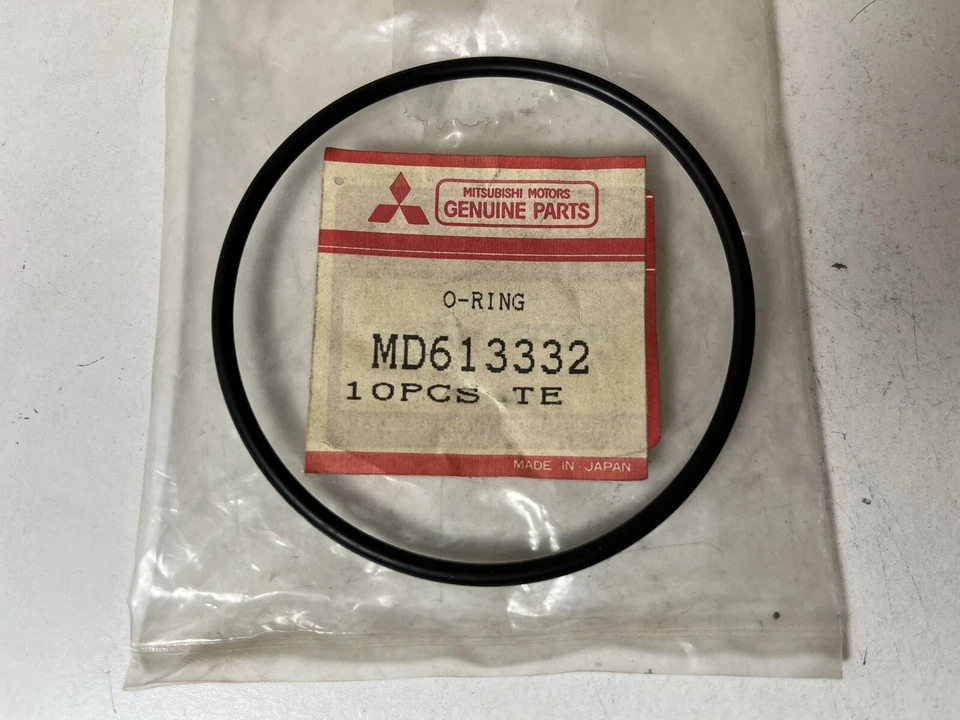 MITSUBISHI MOTORS
GENUINE PARTS
O-RING
MD613332
10PCS TE
MADE IN JAPAN